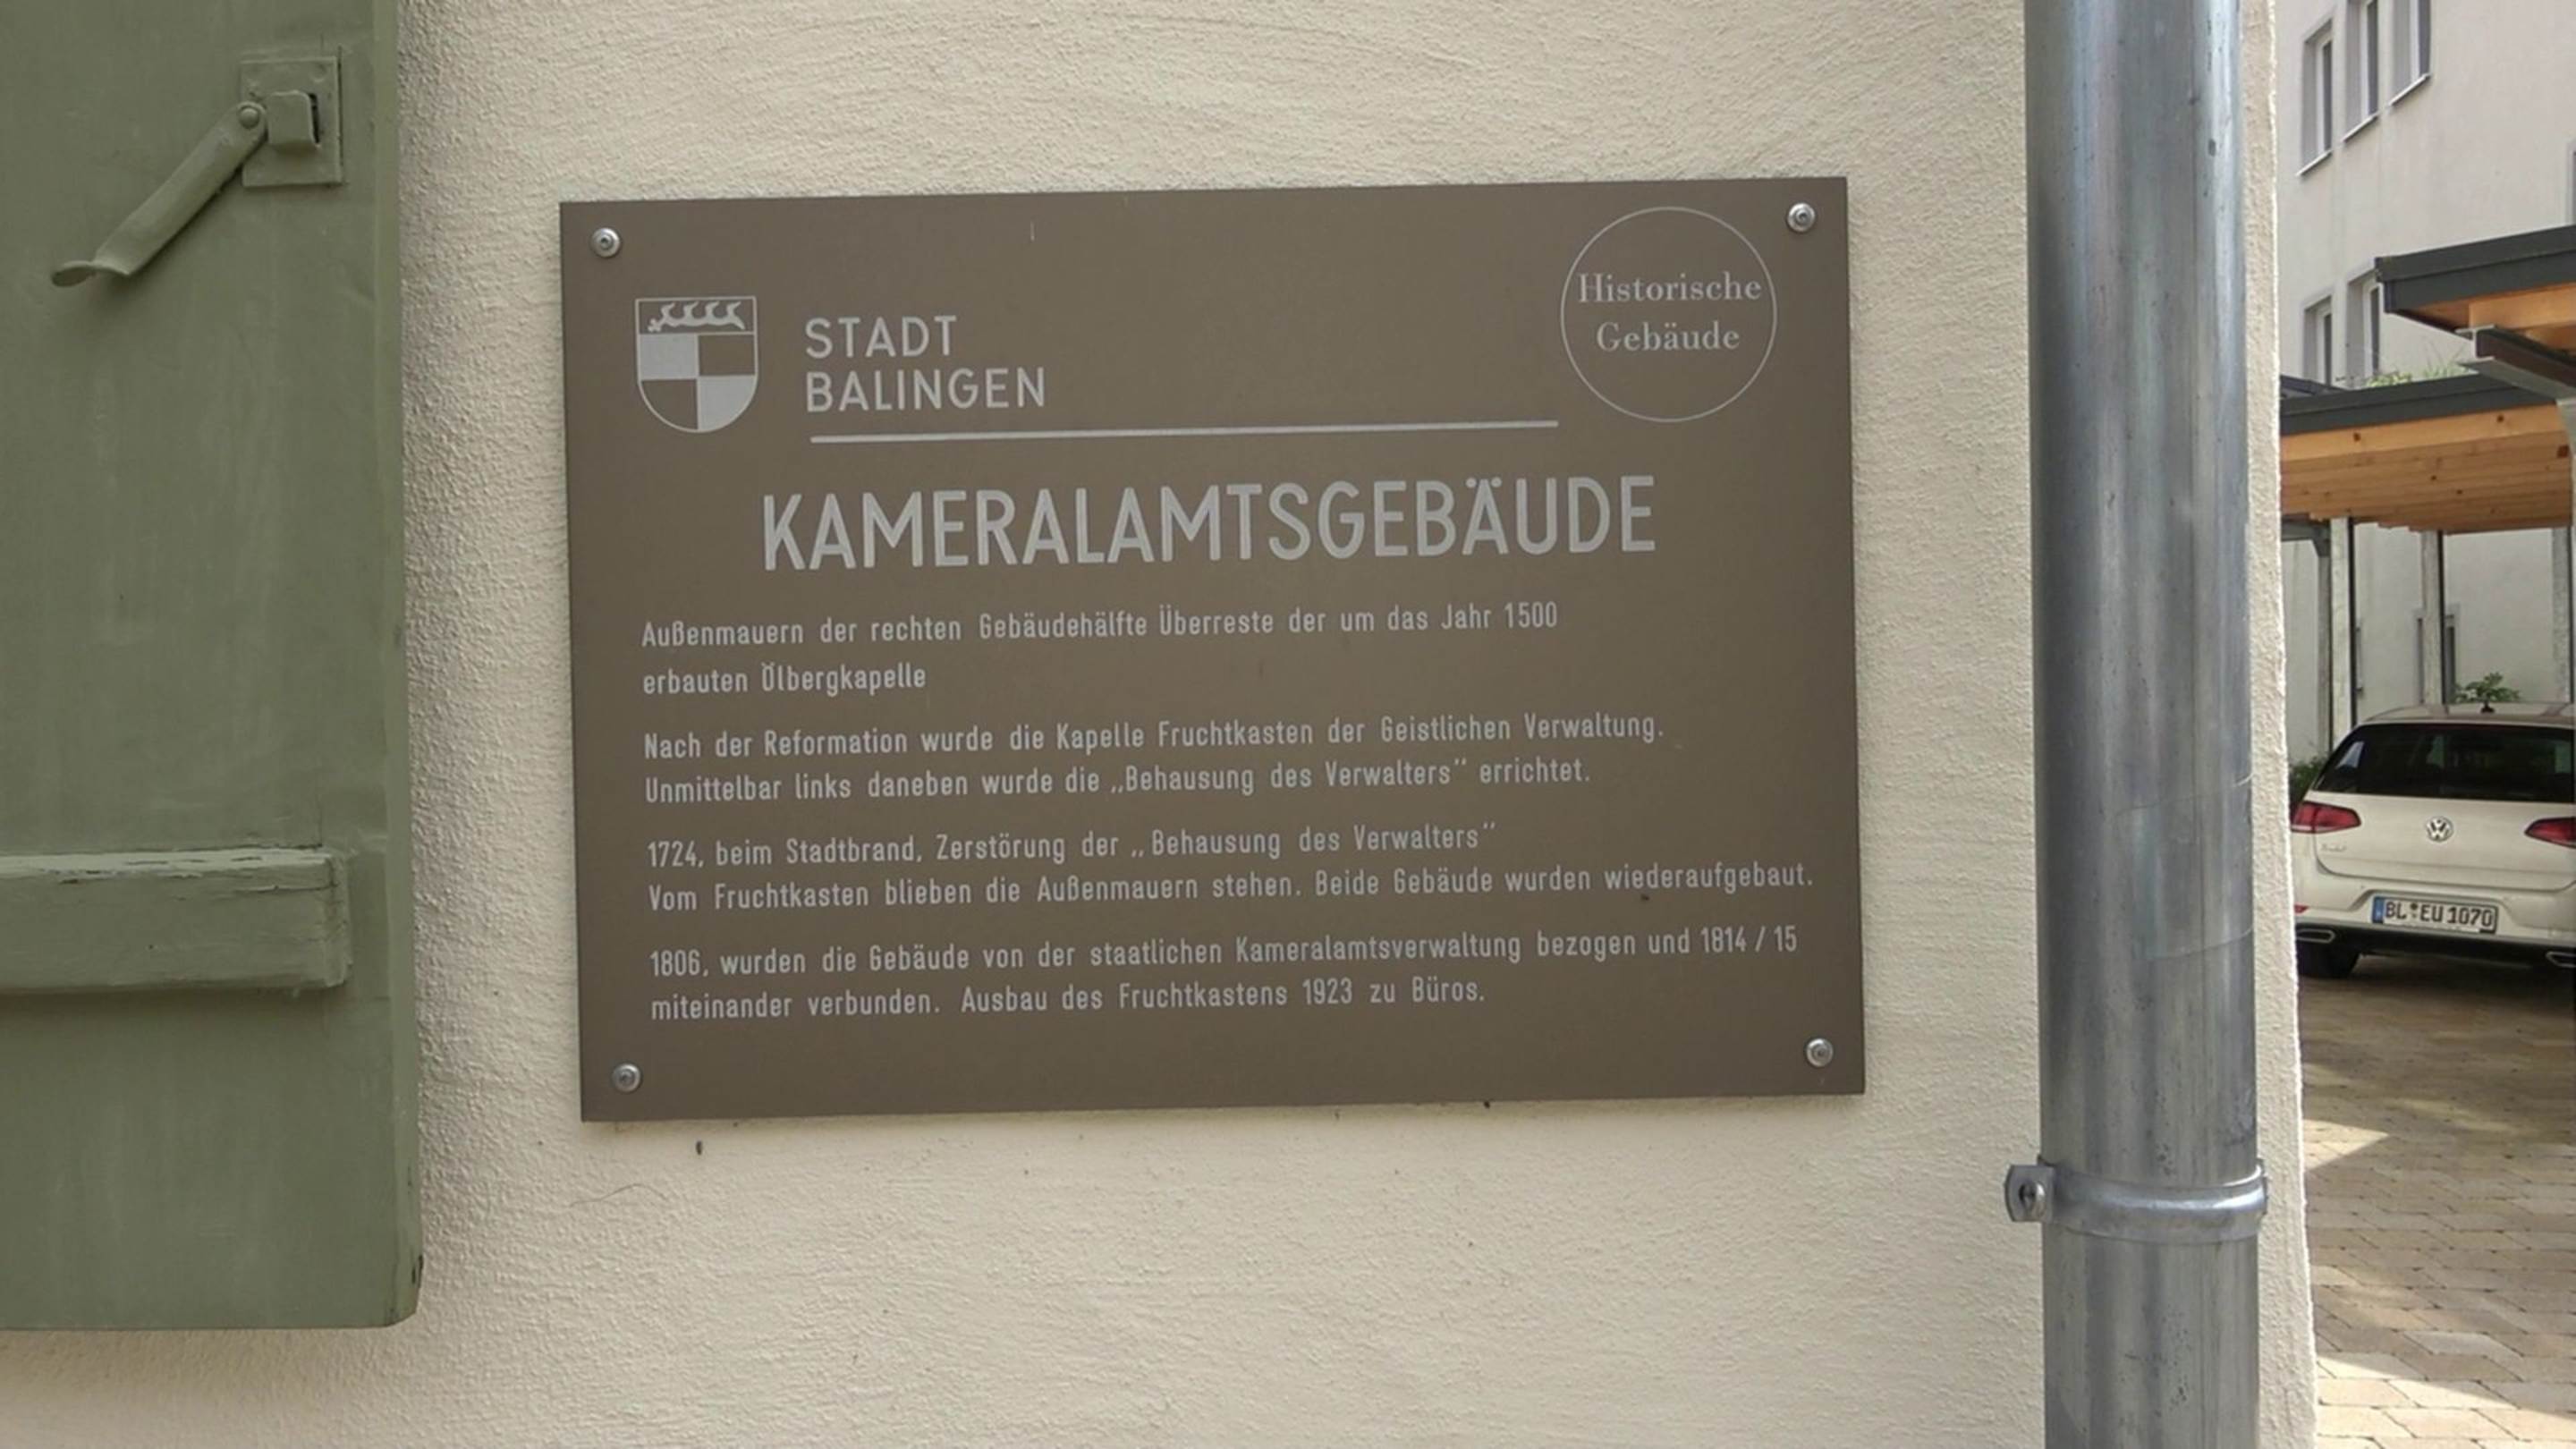 STADT
BALINGEN
Historische
Gebäude
KAMERALAMTSGEBÄUDE
Außenmauern der rechten Gebäudehälfte Überreste der um das Jahr 1500
erbauten Ölbergkapelle
Nach der Reformation wurde die Kapelle Fruchtkasten der Geistlichen Verwaltung.
Unmittelbar links daneben wurde die „Behausung des Verwalters" errichtet.
1724, beim Stadtbrand, Zerstörung der „Behausung des Verwalters"
Vom Fruchtkasten blieben die Außenmauern stehen. Beide Gebäude wurden wiederaufgebaut.
1806, wurden die Gebäude von der staatlichen Kameralamtsverwaltung bezogen und 1814 / 15
miteinander verbunden. Ausbau des Fruchtkastens 1923 zu Büros.
BL EU 1070